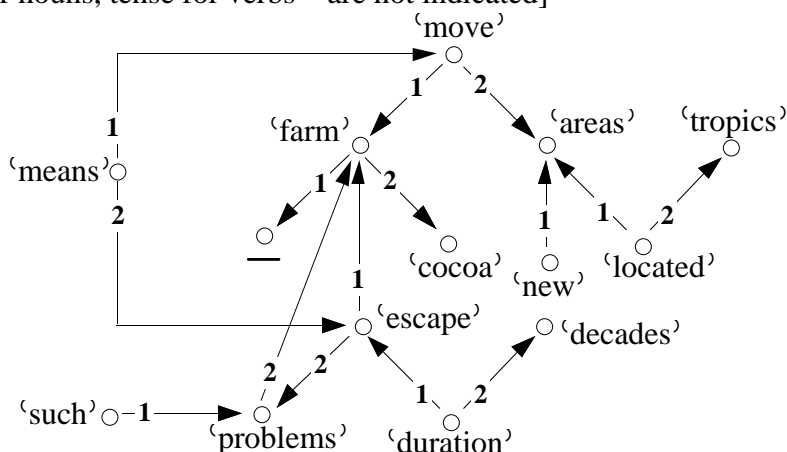 r nouns, tense for verbs – are not indicated]
‘move’
1 2
‘farm’ ‘areas’ ‘tropics’
1
‘means’ 1 2
2 1 1 2
‘cocoa’ ‘new’ ‘located’
1
‘escape’ ‘decades’
2 2
‘such’ 1 1 2
‘problems’ ‘duration’